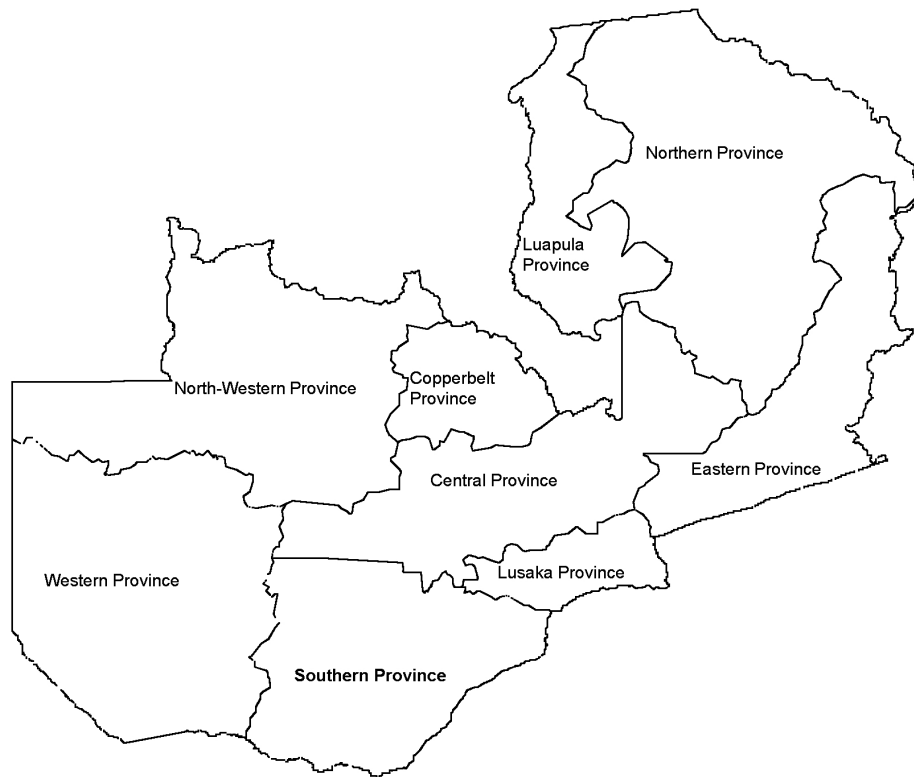 Northern Province
Luapula
Province
North-Western Province
Copperbelt
Province
Central Province
Eastern Province
Western Province
Lusaka Province
Southern Province